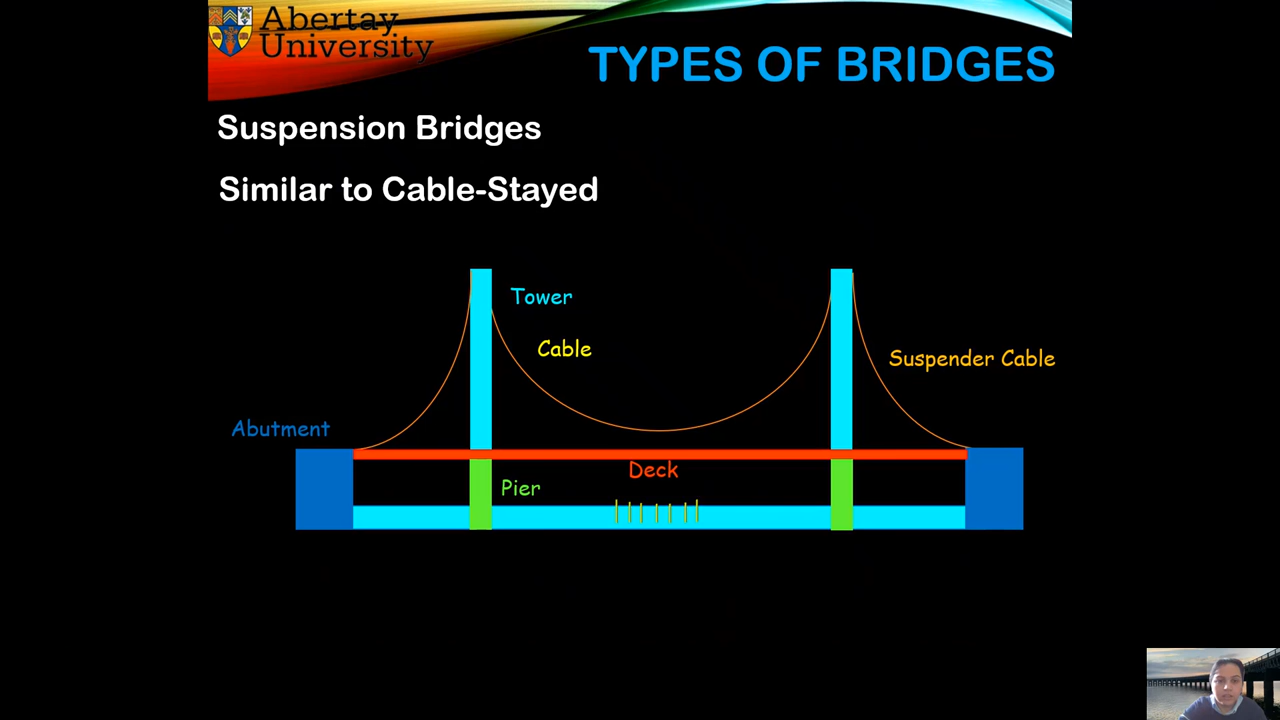 Abertay
University
TYPES OF BRIDGES
Suspension Bridges
Similar to Cable-Stayed
Tower
Cable
Suspender Cable
Abutment
Deck
Pier